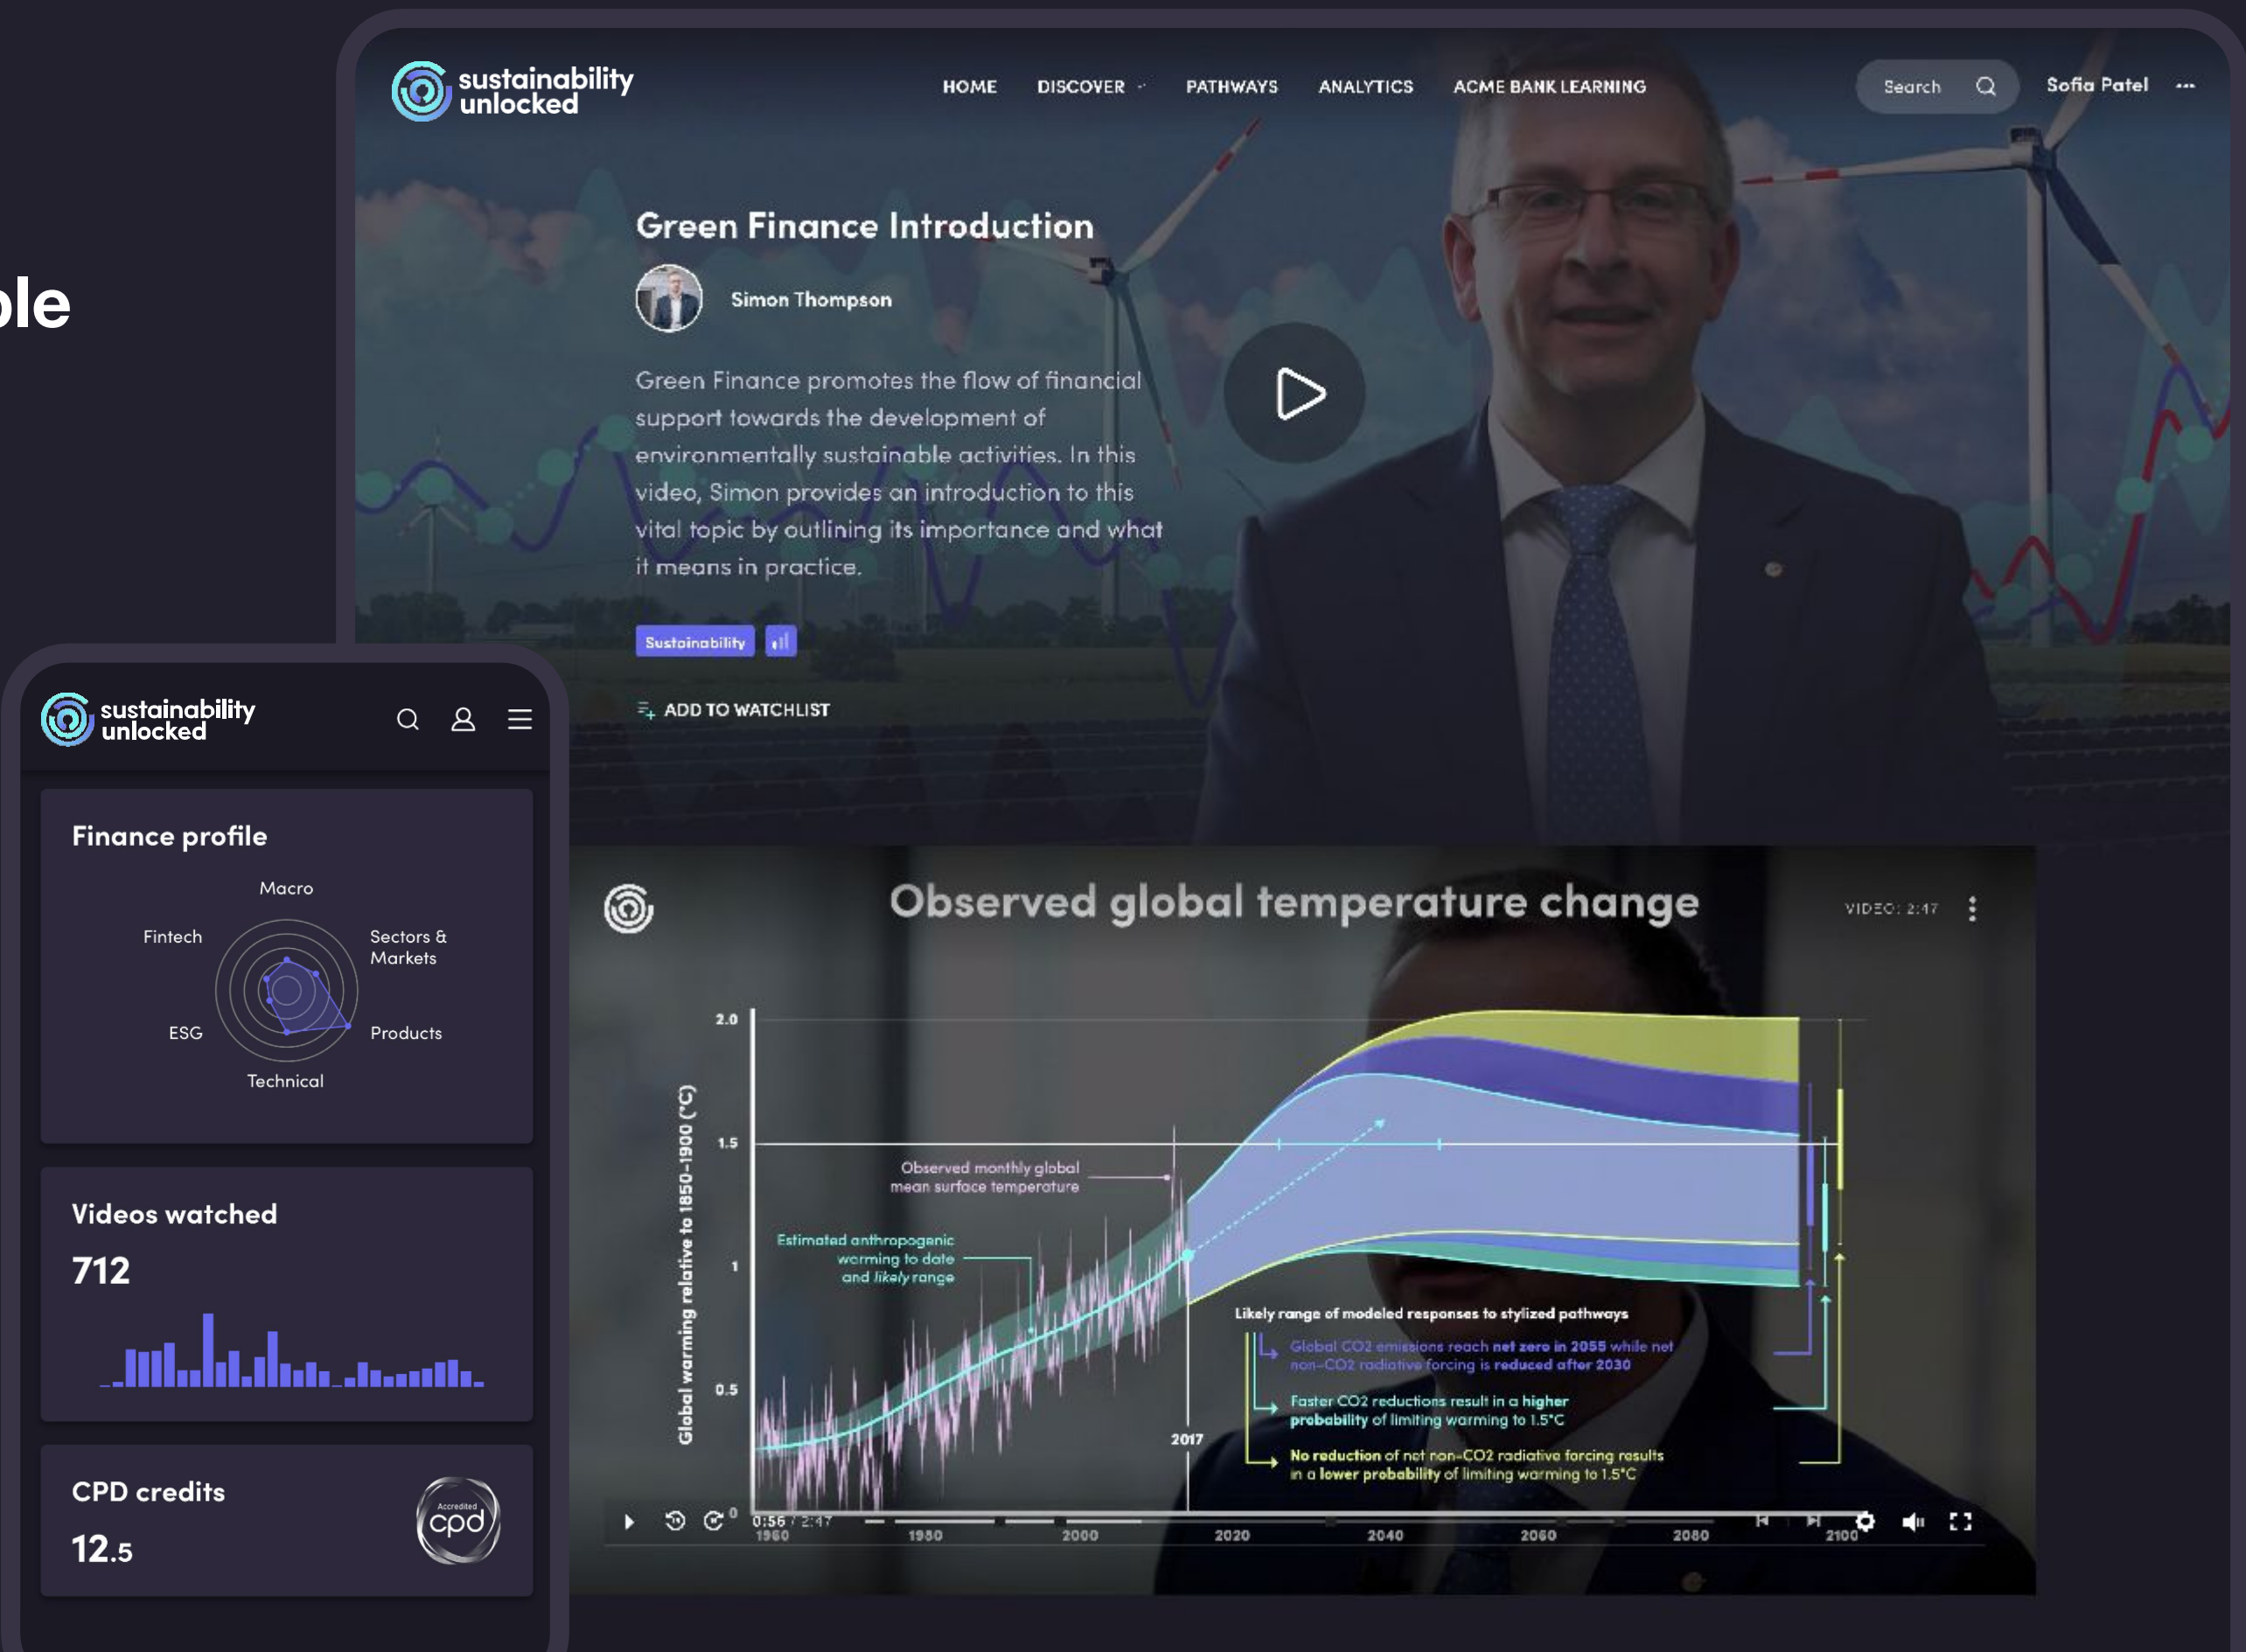 ple
sustainability
unlocked
HOME DISCOVER PATHWAYS ANALYTICS ACME BANK LEARNING
Search
Sofia Patel
Green Finance Introduction
Simon Thompson
Green Finance promotes the flow of financial
support towards the development of
environmentally sustainable activities. In this
video, Simon provides an introduction to this
vital topic by outlining its importance and what
it means in practice.
Sustainability
ADD TO WATCHLIST
sustainability
unlocked
Finance profile
Macro
Fintech
Sectors &
Markets
ESG
Products
Technical
Videos watched
712
CPD credits
12.5
Accredited
cpd
Observed global temperature change
VIDEO: 2:47
Global warming relative to 1850-1900 (°C)
2.0
1.5
1
0.5
0
Observed monthly global
mean surface temperature
Estimated anthropogenic
warming to date
and likely range
2017
Likely range of modeled responses to stylized pathways
Global CO2 emissions reach net zero in 2055 while net
non-CO2 radiative forcing is reduced after 2030
Faster CO2 reductions result in a higher
probability of limiting warming to 1.5°C
No reduction of net non-CO2 radiative forcing results
in a lower probability of limiting warming to 1.5°C
0:56 / 2:47
1960 1980 2000 2020 2040 2060 2080 2100